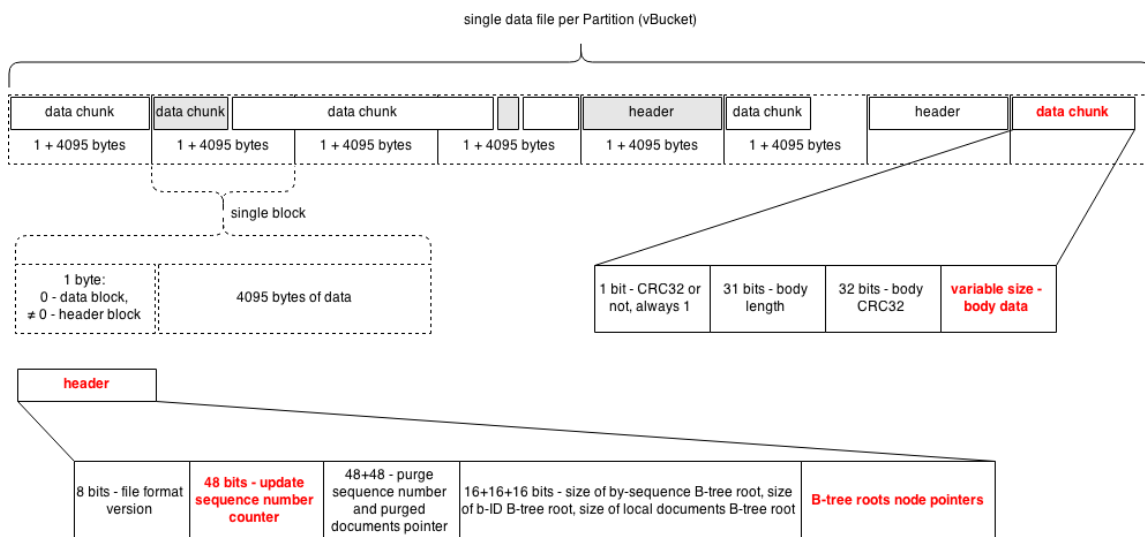 single data file per Partition (vBucket)
data chunk
data chunk
data chunk
header
data chunk
header
data chunk
1 + 4095 bytes
1 + 4095 bytes
1 + 4095 bytes
1 + 4095 bytes
1 + 4095 bytes
1 + 4095 bytes
single block
1 byte:
0 - data block,
≠ 0 - header block
4095 bytes of data
1 bit - CRC32 or
not, always 1
31 bits - body
length
32 bits - body
CRC32
variable size -
body data
header
8 bits - file format
version
48 bits - update
sequence number
counter
48+48 - purge
sequence number
and purged
documents pointer
16+16+16 bits - size of by-sequence B-tree root, size
of b-ID B-tree root, size of local documents B-tree root
B-tree roots node pointers